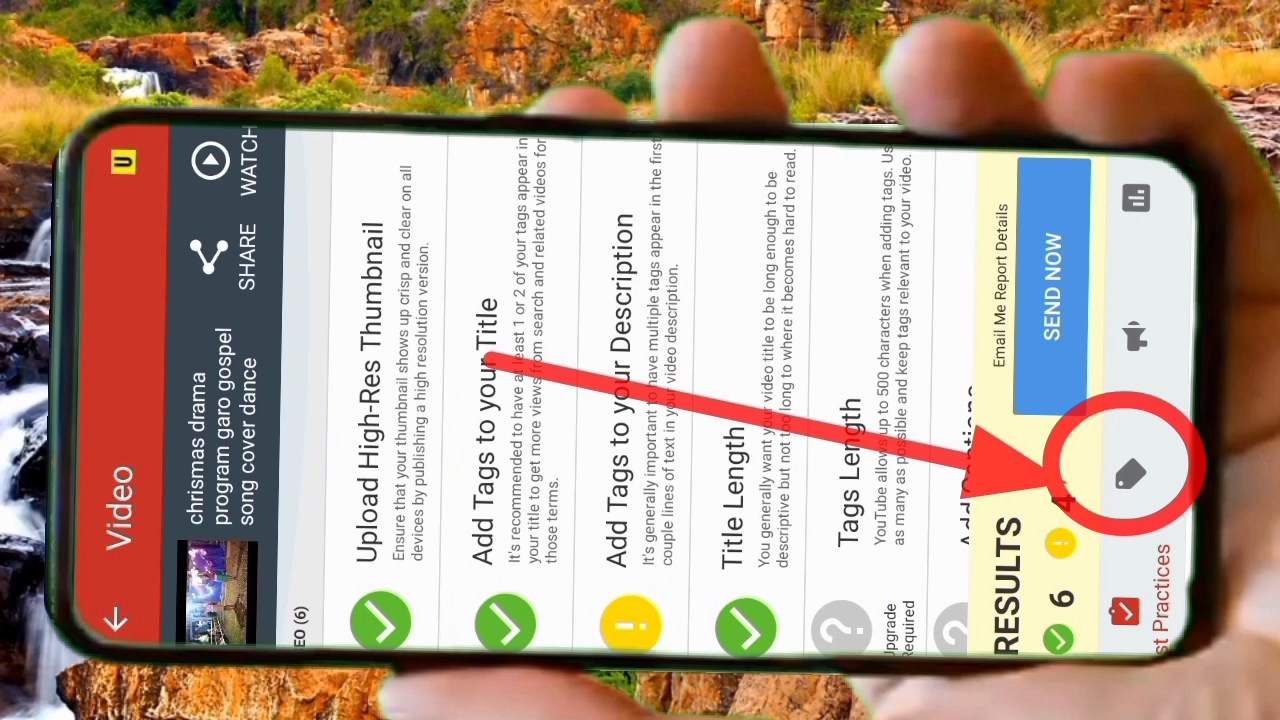 Video
U
chrismas drama
program garo gospel
song cover dance
SHARE
WATCH
EO (6)
Upload High-Res Thumbnail
Ensure that your thumbnail shows up crisp and clear on all
devices by publishing a high resolution version.
Add Tags to your Title
It's recommended to have at least 1 or 2 of your tags appear in
your title to get more views from search and related videos for
those terms.
Add Tags to your Description
It's generally important to have multiple tags appear in the first
couple lines of text in your video description.
Title Length
You generally want your video title to be long enough to be
descriptive but not too long to where it becomes hard to read.
Upgrade
Required
Tags Length
YouTube allows up to 500 characters when adding tags. Us
as many as possible and keep tags relevant to your video.
Add Captions
RESULTS
6
4
Email Me Report Details
SEND NOW
st Practices